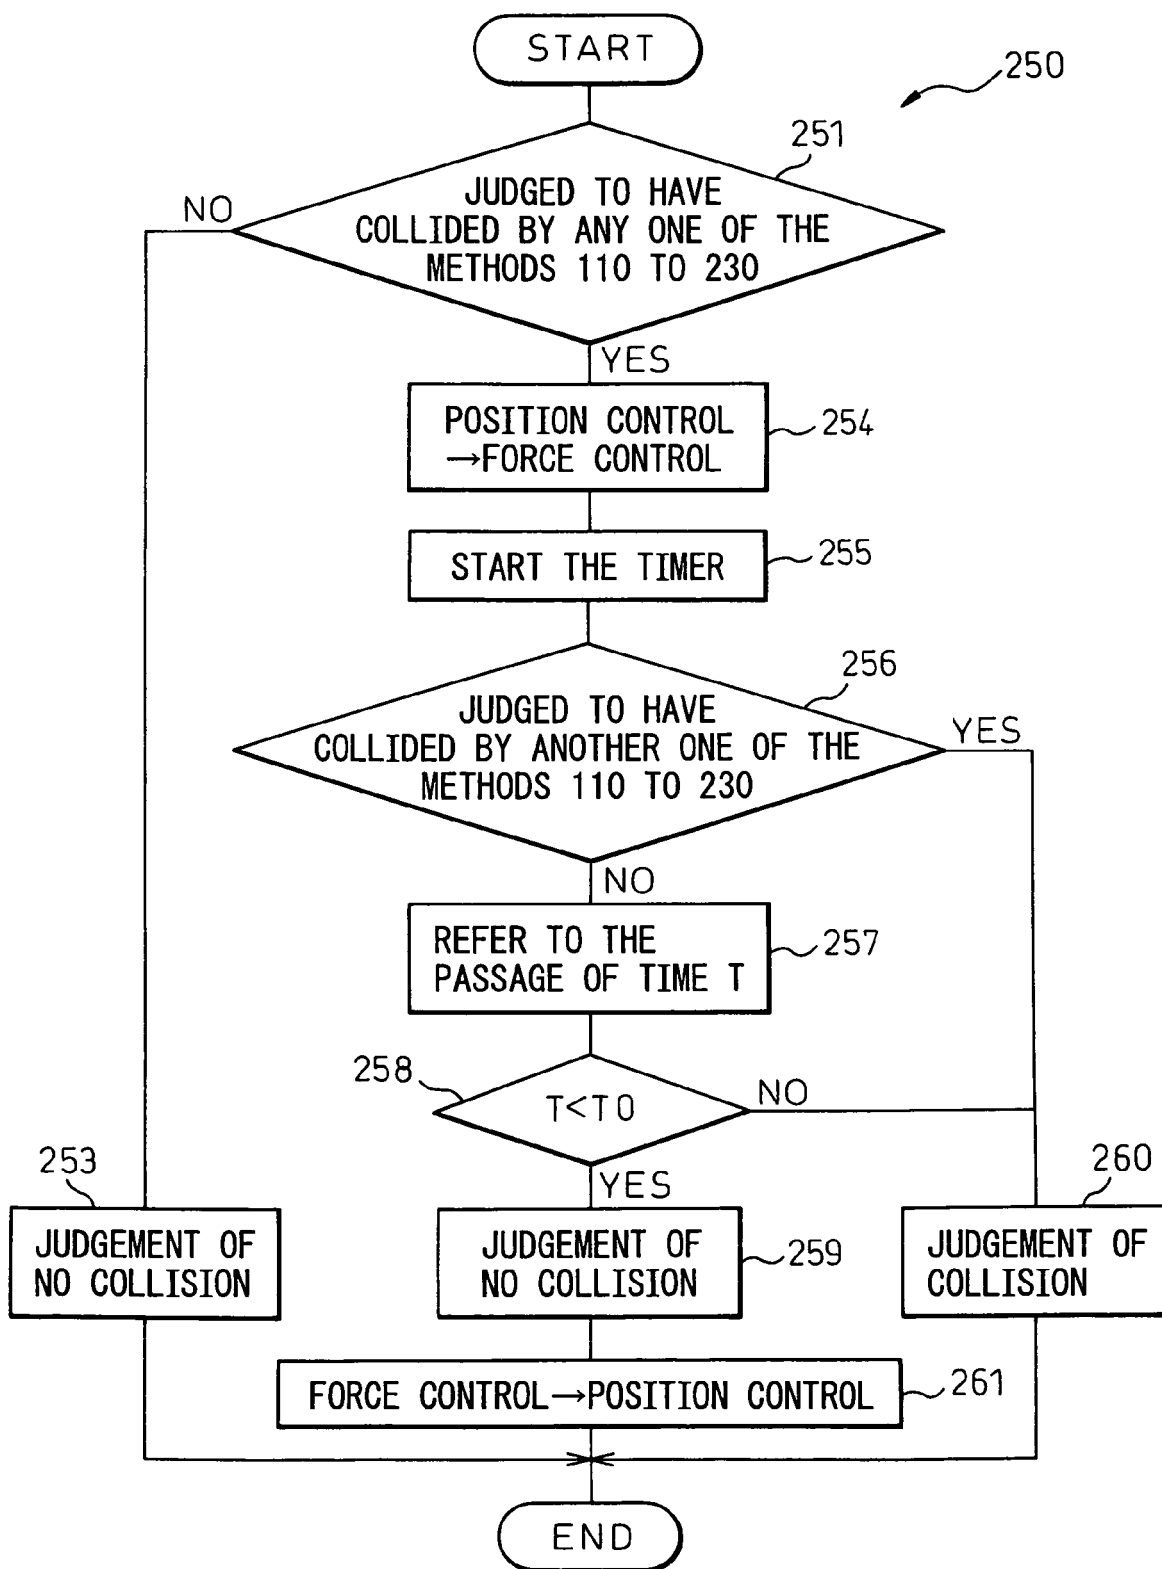 START
250
251
JUDGED TO HAVE
COLLIDED BY ANY ONE OF THE
METHODS 110 TO 230
NO
YES
POSITION CONTROL
→FORCE CONTROL
254
START THE TIMER
255
256
JUDGED TO HAVE
COLLIDED BY ANOTHER ONE OF THE
METHODS 110 TO 230
YES
NO
REFER TO THE
PASSAGE OF TIME T
257
258
T<T0
NO
YES
253
JUDGEMENT OF
NO COLLISION
JUDGEMENT OF
NO COLLISION
259
260
JUDGEMENT OF
COLLISION
FORCE CONTROL→POSITION CONTROL
261
END